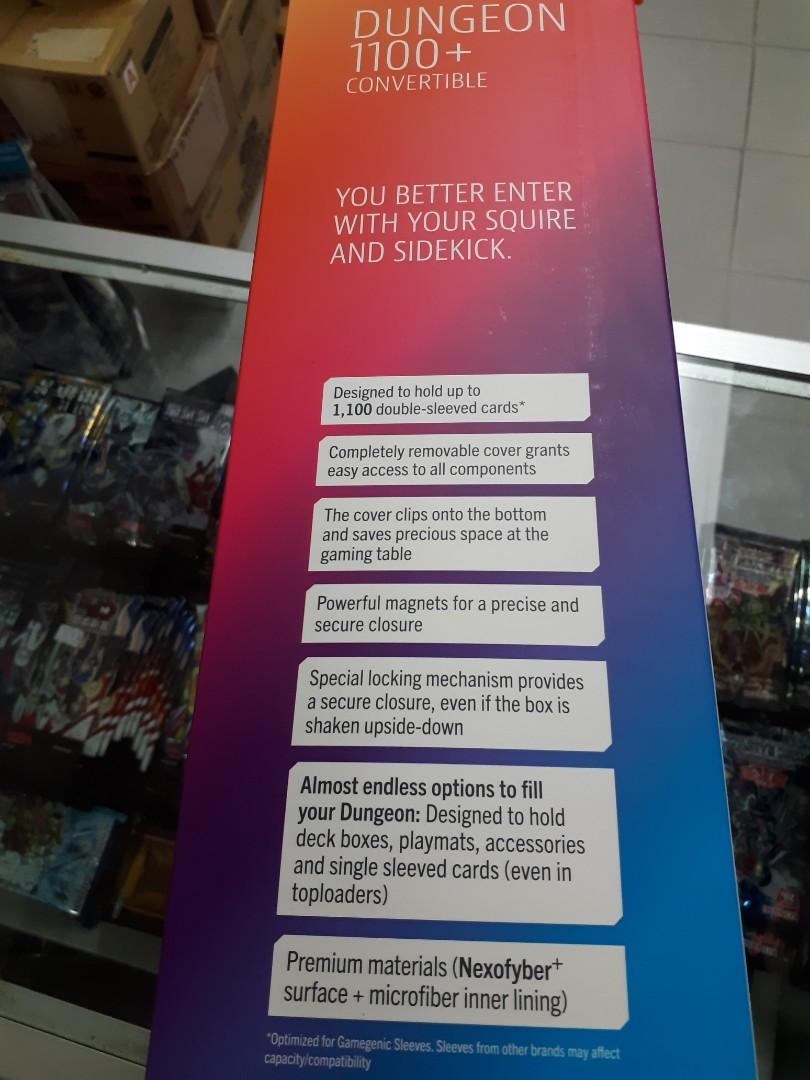 DUNGEON
1100+
CONVERTIBLE
YOU BETTER ENTER
WITH YOUR SQUIRE
AND SIDEKICK.
Designed to hold up to
1,100 double-sleeved cards*
Completely removable cover grants
easy access to all components
The cover clips onto the bottom
and saves precious space at the
gaming table
Powerful magnets for a precise and
secure closure
Special locking mechanism provides
a secure closure, even if the box is
shaken upside-down
Almost endless options to fill
your Dungeon: Designed to hold
deck boxes, playmats, accessories
and single sleeved cards (even in
toploaders)
Premium materials (Nexofyber+
surface + microfiber inner lining)
*Optimized for Gamegenic Sleeves. Sleeves from other brands may affect
capacity/compatibility